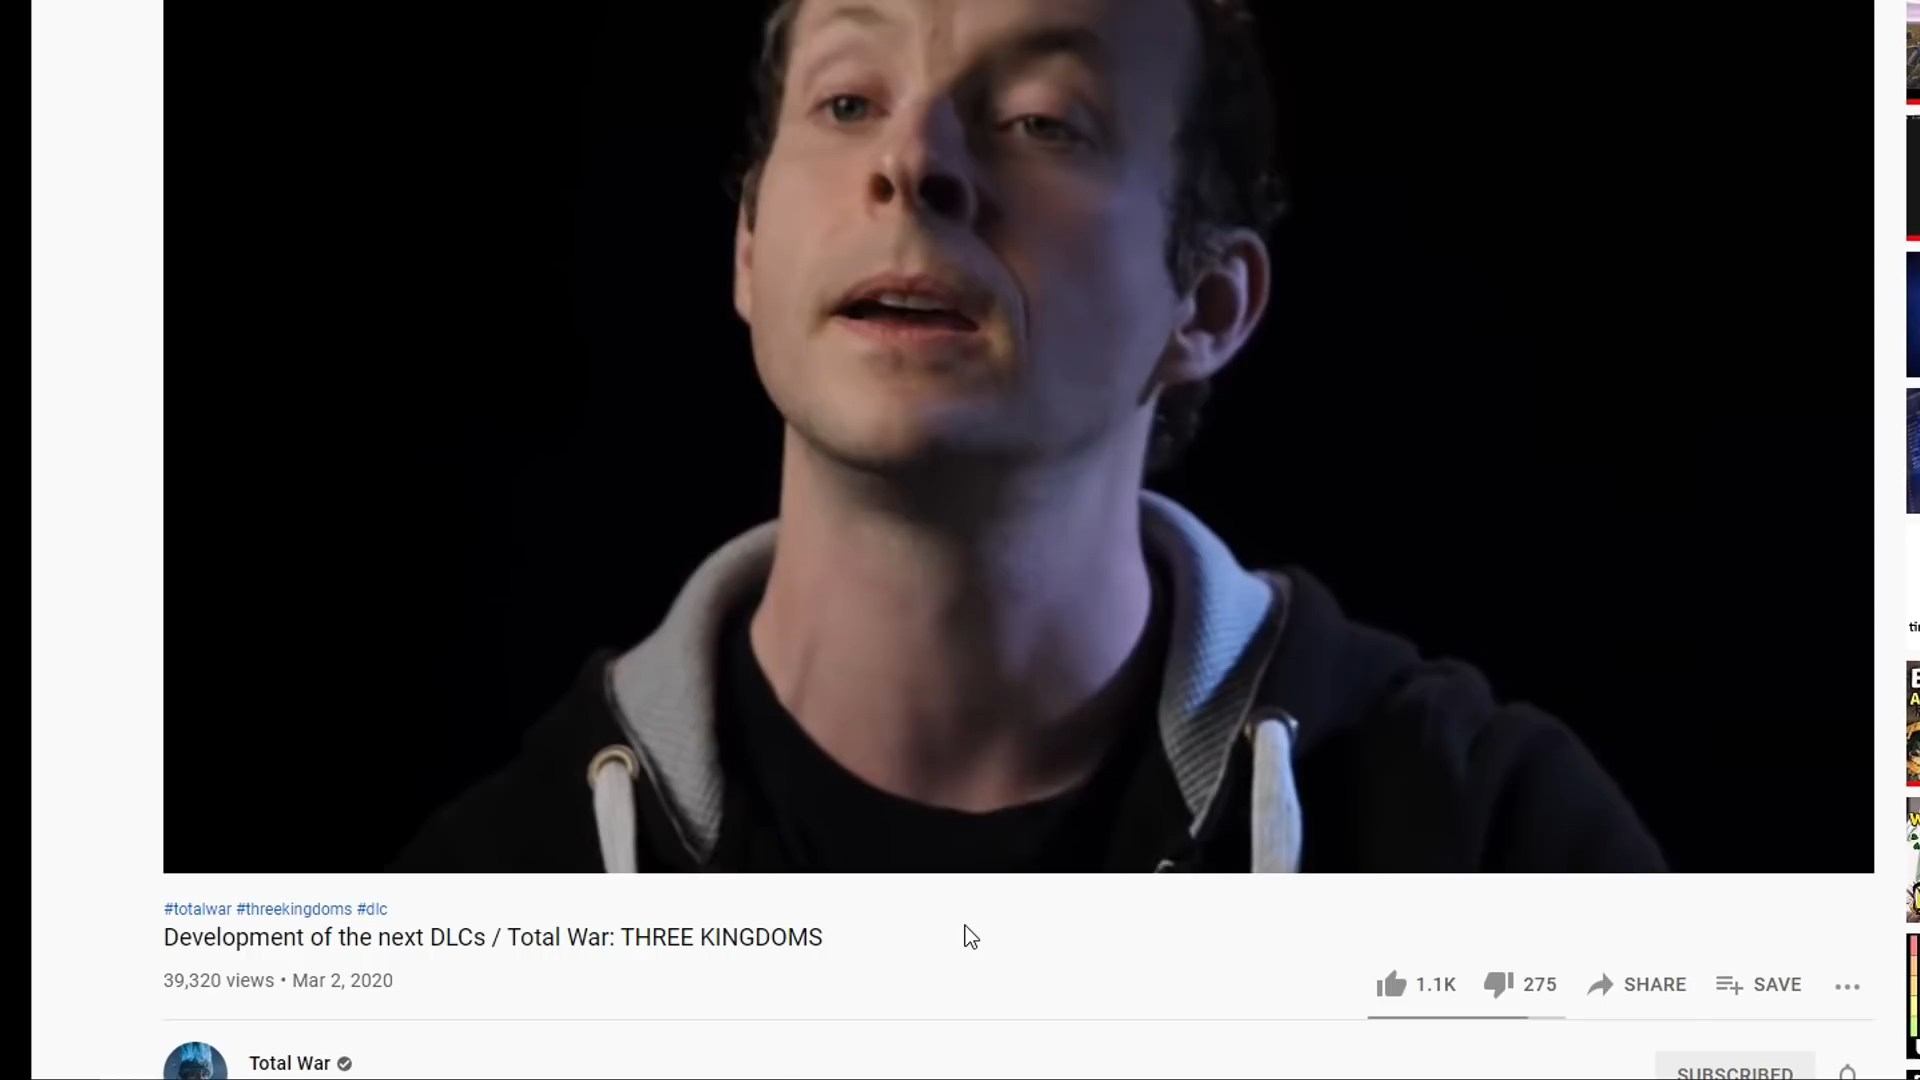 #totalwar #threekingdoms #dlc
Development of the next DLCs / Total War: THREE KINGDOMS
39,320 views • Mar 2, 2020
1.1K 275 SHARE SAVE
Total War
SUBSCRIBED